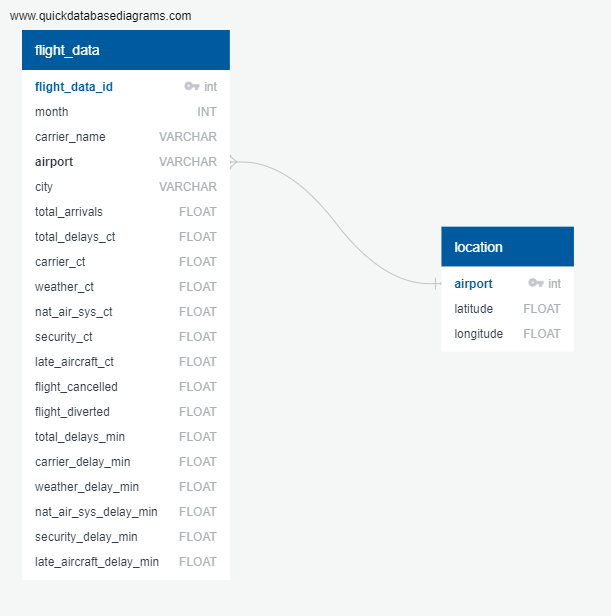 www.quickdatabasediagrams.com
flight_data
flight_data_id int
month INT
carrier_name VARCHAR
airport VARCHAR
city VARCHAR
total_arrivals FLOAT
total_delays_ct FLOAT
carrier_ct FLOAT
weather_ct FLOAT
nat_air_sys_ct FLOAT
security_ct FLOAT
late_aircraft_ct FLOAT
flight_cancelled FLOAT
flight_diverted FLOAT
total_delays_min FLOAT
carrier_delay_min FLOAT
weather_delay_min FLOAT
nat_air_sys_delay_min FLOAT
security_delay_min FLOAT
late_aircraft_delay_min FLOAT
location
airport int
latitude FLOAT
longitude FLOAT